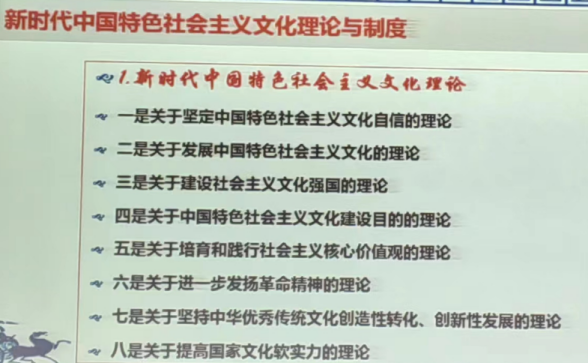 新时代中国特色社会主义文化理论与制度
1.新时代中国特色社会主义文化理论
一是关于坚定中国特色社会主义文化自信的理论
二是关于发展中国特色社会主义文化的理论
三是关于建设社会主义文化强国的理论
四是关于中国特色社会主义文化建设目的的理论
五是关于培育和践行社会主义核心价值观的理论
六是关于进一步发扬革命精神的理论
七是关于坚持中华优秀传统文化创造性转化、创新性发展的理论
八是关于提高国家文化软实力的理论